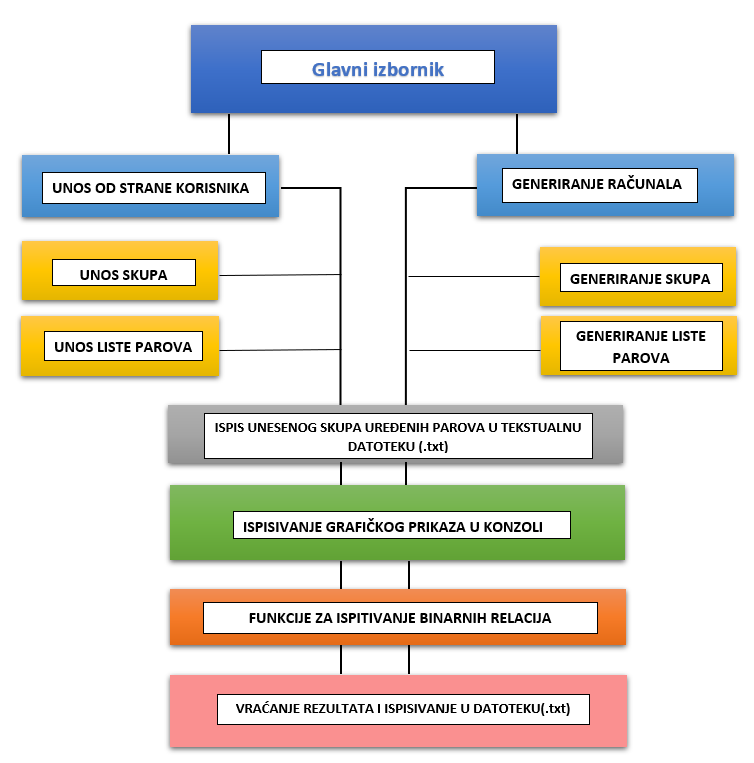 Glavni izbornik
UNOS OD STRANE KORISNIKA
GENERIRANJE RAČUNALA
UNOS SKUPA
GENERIRANJE SKUPA
UNOS LISTE PAROVA
GENERIRANJE LISTE
PAROVA
ISPIS UNESENOG SKUPA UREĐENIH PAROVA U TEKSTUALNU
DATOTEKU (.txt)
ISPISIVANJE GRAFIČKOG PRIKAZA U KONZOLI
FUNKCIJE ZA ISPITIVANJE BINARNIH RELACIJA
VRAĆANJE REZULTATA I ISPISIVANJE U DATOTEKU(.txt)